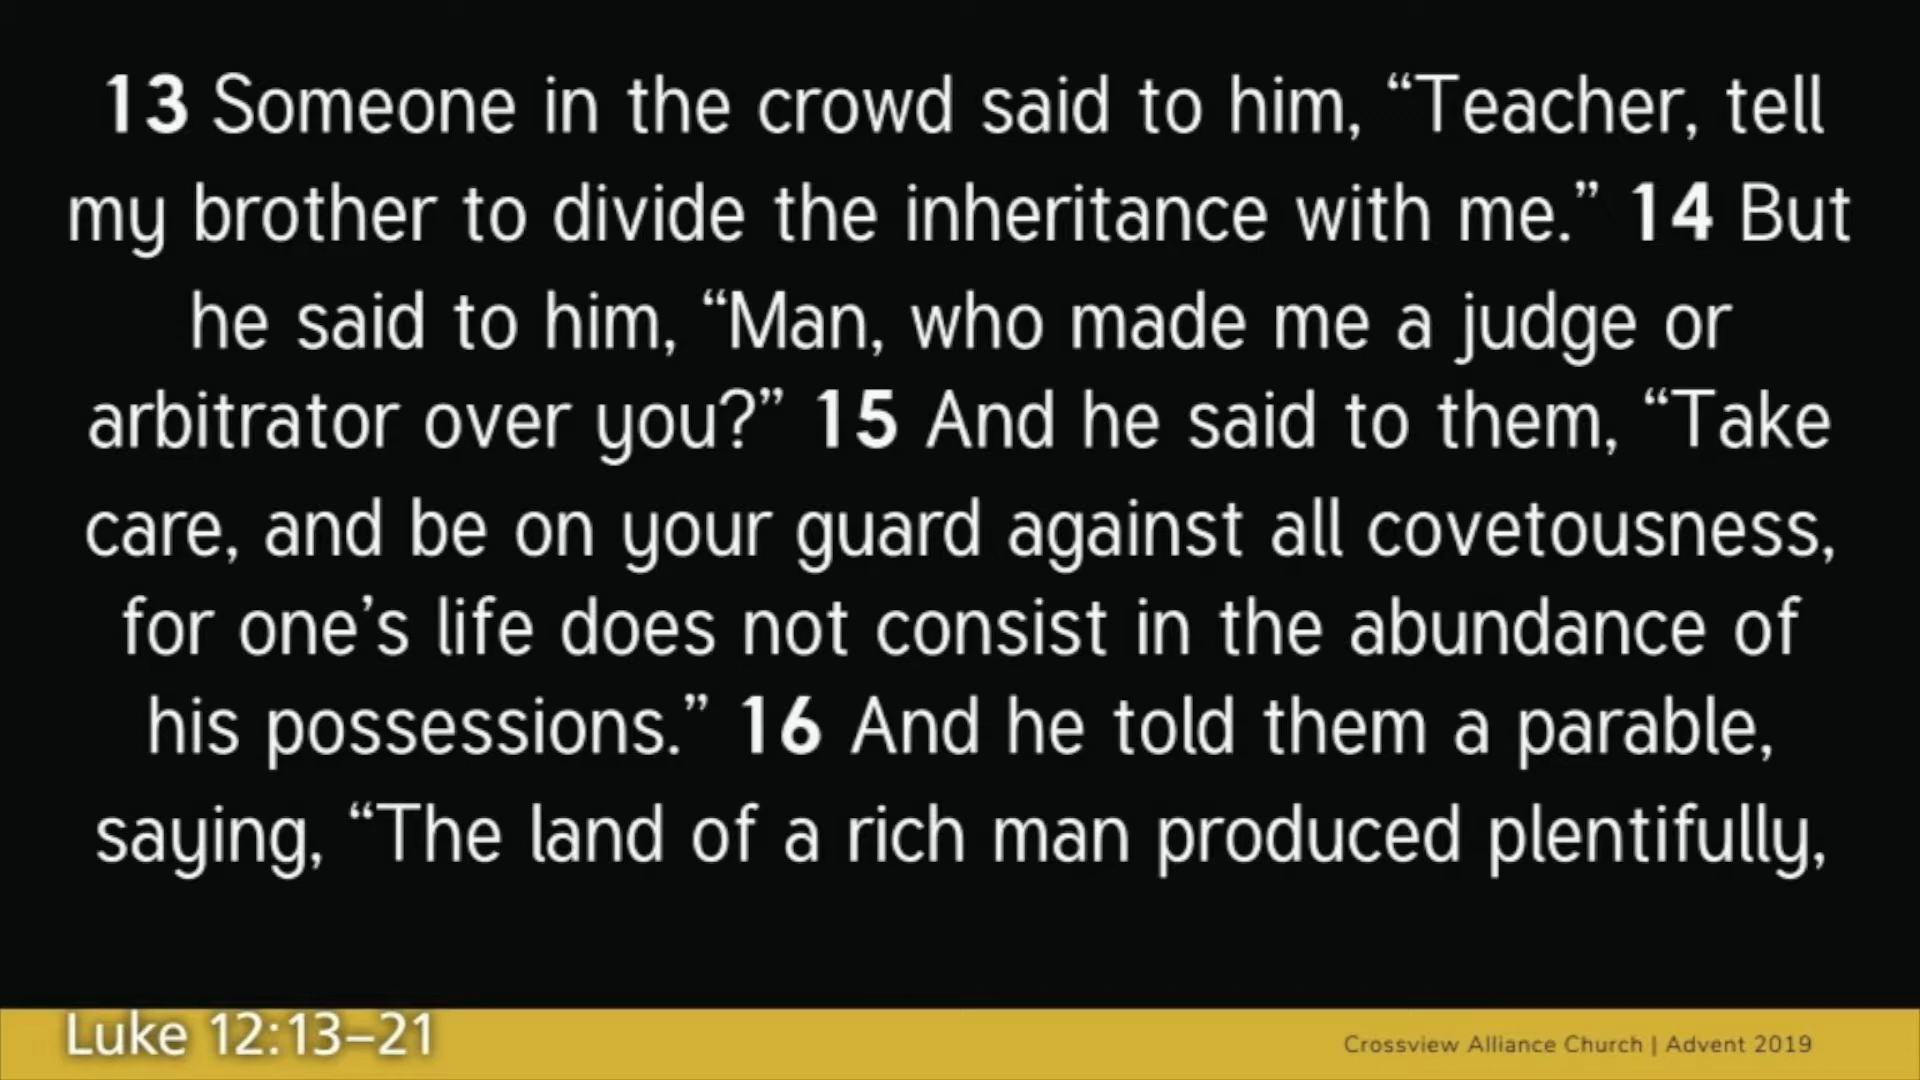 13 Someone in the crowd said to him, “Teacher, tell
my brother to divide the inheritance with me.” 14 But
he said to him, “Man, who made me a judge or
arbitrator over you?” 15 And he said to them, “Take
care, and be on your guard against all covetousness,
for one’s life does not consist in the abundance of
his possessions.” 16 And he told them a parable,
saying, “The land of a rich man produced plentifully,
Luke 12:13–21
Crossview Alliance Church | Advent 2019